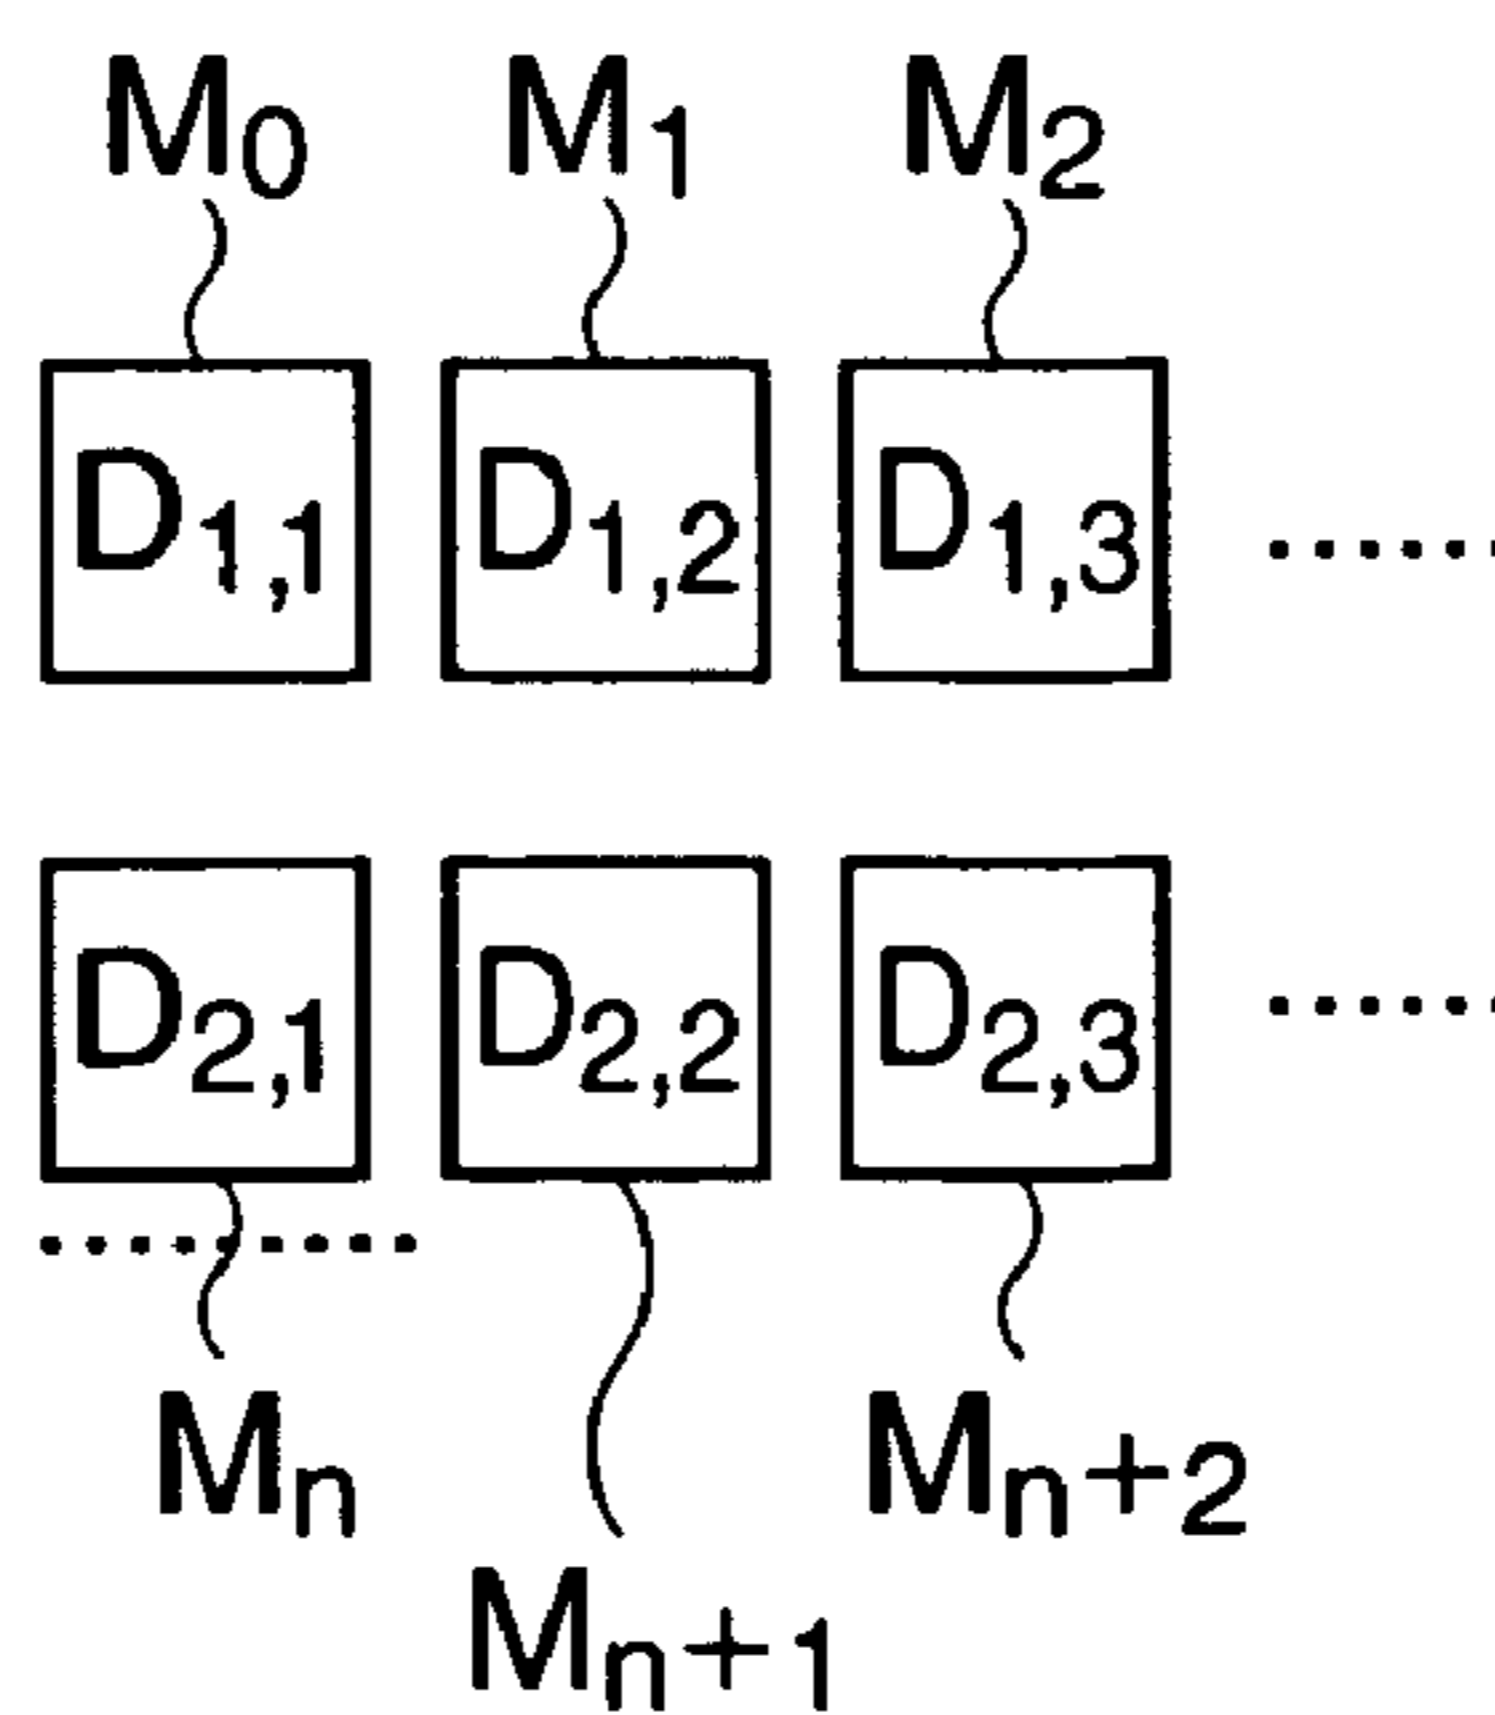 M0 M1 M2
D1,1 D1,2 D1,3 ......
D2,1 D2,2 D2,3 ......
.........
Mn Mn+2
Mn+1